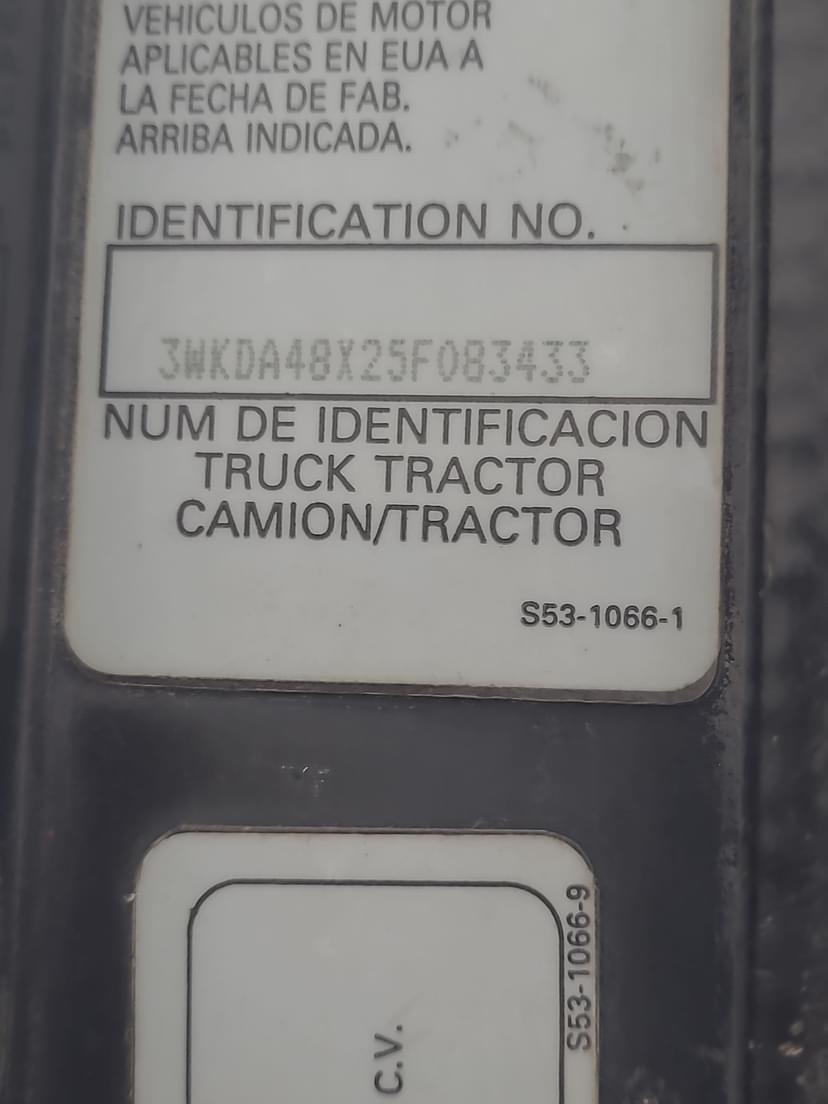 VEHICULOS DE MOTOR
APLICABLES EN EUA A
LA FECHA DE FAB.
ARRIBA INDICADA.
IDENTIFICATION NO.
3WKDA48X25F083433
NUM DE IDENTIFICACION
TRUCK TRACTOR
CAMION/TRACTOR
S53-1066-1
S53-1066-9
C.V.